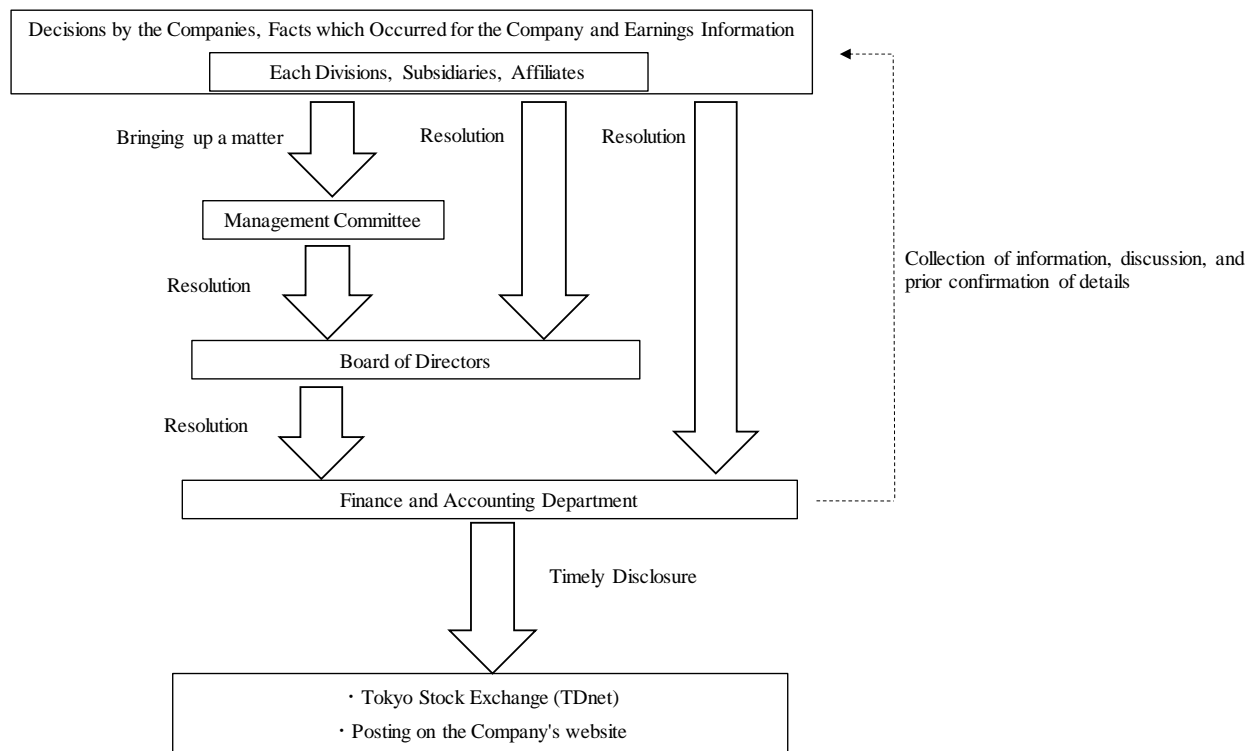 Decisions by the Companies, Facts which Occurred for the Company and Earnings Information
Each Divisions, Subsidiaries, Affiliates
Bringing up a matter
Resolution
Resolution
Management Committee
Collection of information, discussion, and
prior confirmation of details
Resolution
Board of Directors
Resolution
Finance and Accounting Department
Timely Disclosure
・Tokyo Stock Exchange (TDnet)
・Posting on the Company's website